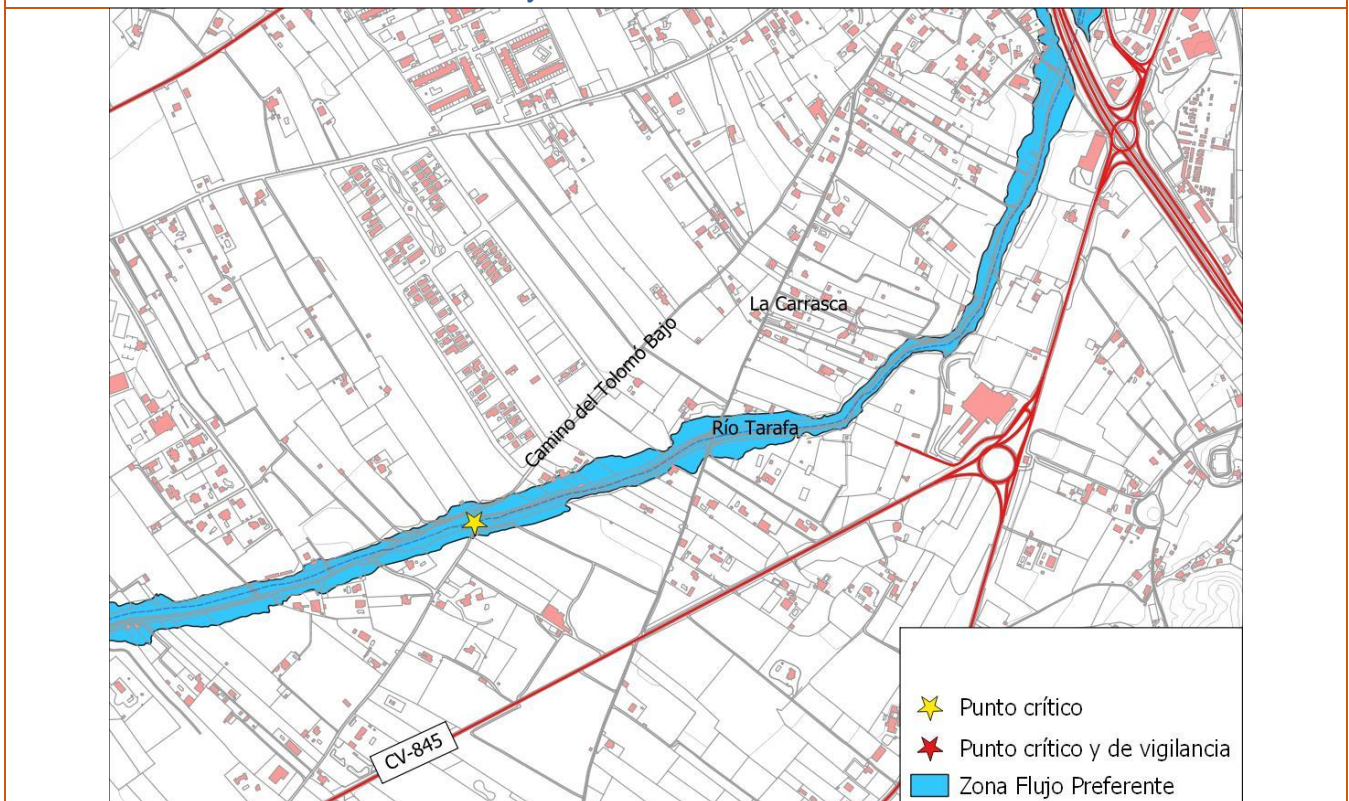 La Carrasca
Camino del Tolomó Bajo
Río Tarafa
CV-845
Punto crítico
Punto crítico y de vigilancia
Zona Flujo Preferente